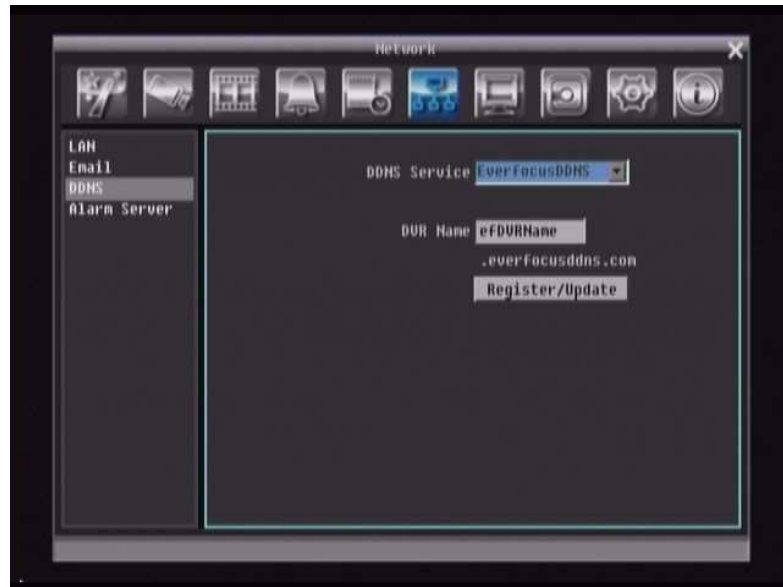 Network
X
LAN
Email
DDNS
Alarm Server
DDNS Service EverfocusDDNS
DVR Name efDVRName
.everfocusddns.com
Register/Update